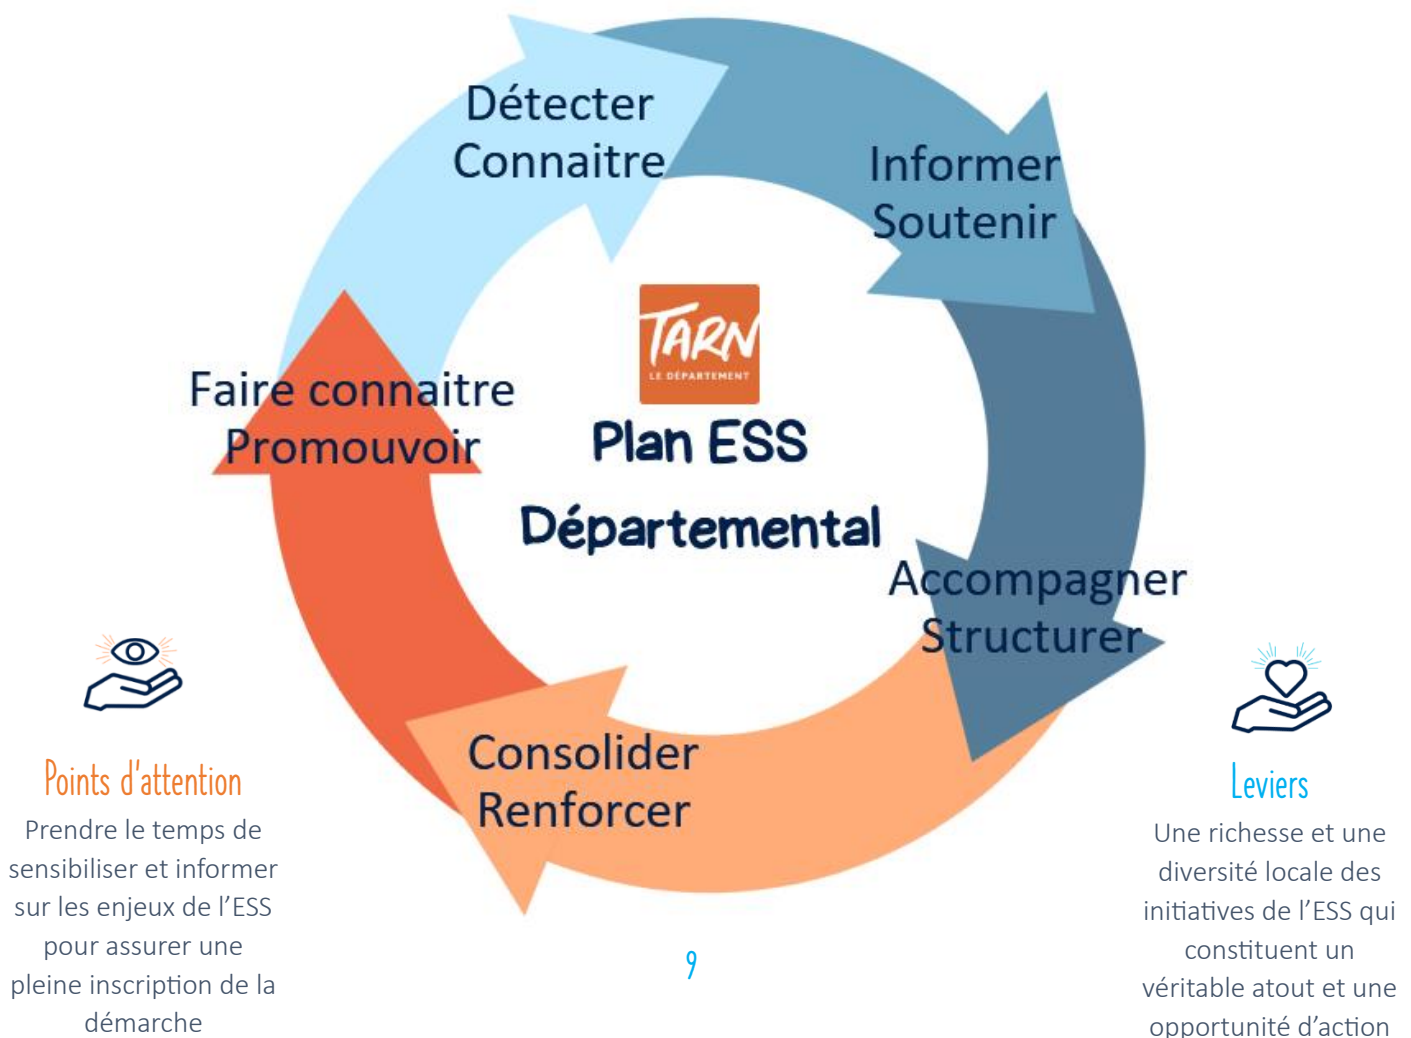 Détecter
Connaitre
Informer
Soutenir
TARN
LE DÉPARTEMENT
Faire connaitre
Promouvoir
Plan ESS
Départemental
Accompagner
Structurer
Consolider
Renforcer
Points d'attention
Prendre le temps de
sensibiliser et informer
sur les enjeux de l’ESS
pour assurer une
pleine inscription de la
démarche
Leviers
Une richesse et une
diversité locale des
initiatives de l’ESS qui
constituent un
véritable atout et une
opportunité d’action
9